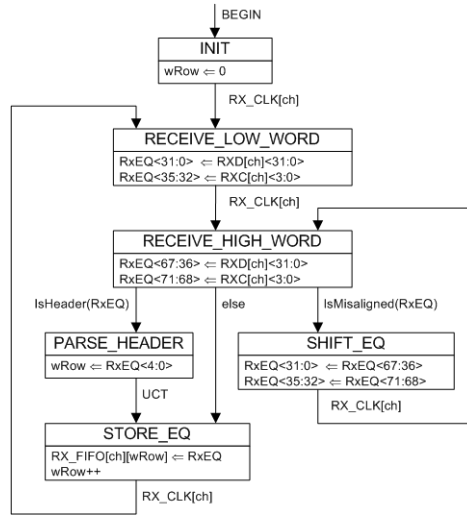 BEGIN
INIT
wRow ⇐ 0
RX_CLK[ch]
RECEIVE_LOW_WORD
RxEQ<31:0> ⇐ RXD[ch]<31:0>
RxEQ<35:32> ⇐ RXC[ch]<3:0>
RX_CLK[ch]
RECEIVE_HIGH_WORD
RxEQ<67:36> ⇐ RXD[ch]<31:0>
RxEQ<71:68> ⇐ RXC[ch]<3:0>
IsHeader(RxEQ)
else
IsMisaligned(RxEQ)
PARSE_HEADER
wRow ⇐ RxEQ<4:0>
SHIFT_EQ
RxEQ<31:0> ⇐ RxEQ<67:36>
RxEQ<35:32> ⇐ RxEQ<71:68>
UCT
RX_CLK[ch]
STORE_EQ
RX_FIFO[ch][wRow] ⇐ RxEQ
wRow++
RX_CLK[ch]